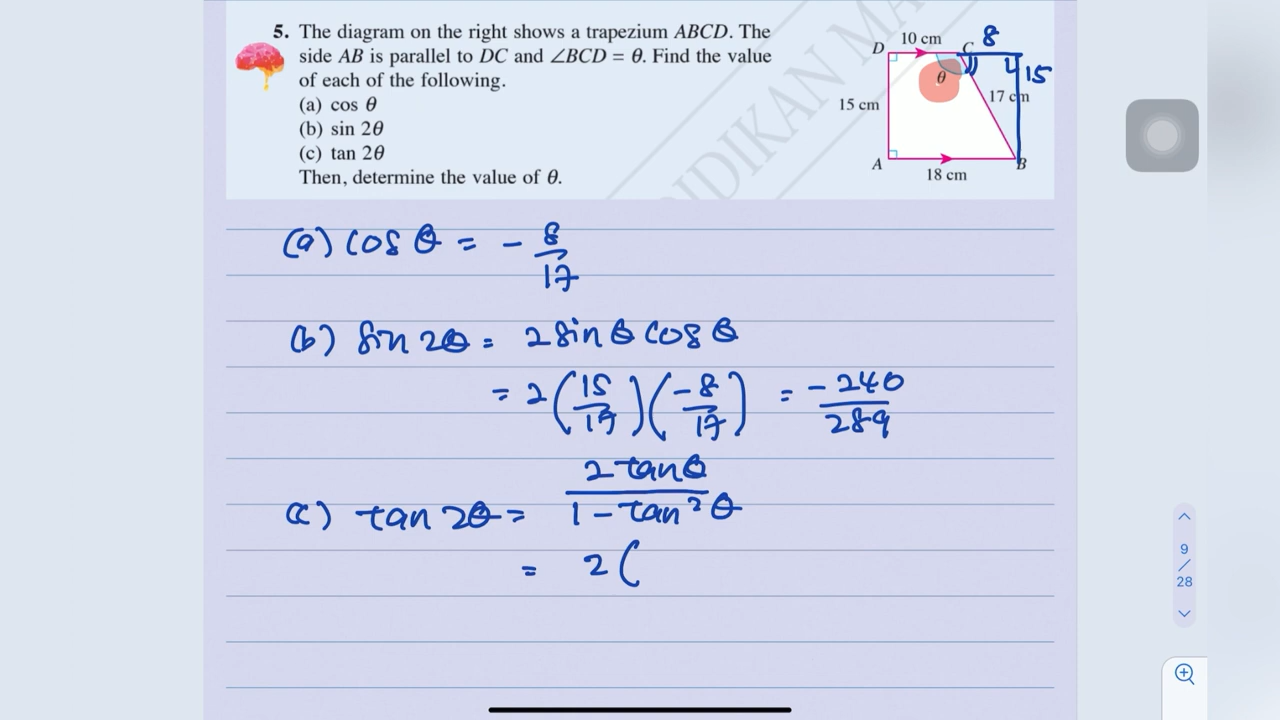 5. The diagram on the right shows a trapezium ABCD. The
side AB is parallel to DC and ∠BCD = θ. Find the value
of each of the following.
(a) cos θ
(b) sin 2θ
(c) tan 2θ
Then, determine the value of θ.
D 10 cm C 8
15
θ
15 cm 17 cm
A B
18 cm
(a) cos θ = - 8/17
(b) sin 2θ = 2 sin θ cos θ
= 2 (15/17)(-8/17) = -240/289
(c) tan 2θ = 2 tan θ / 1 - tan² θ
= 2 (
9
/
28